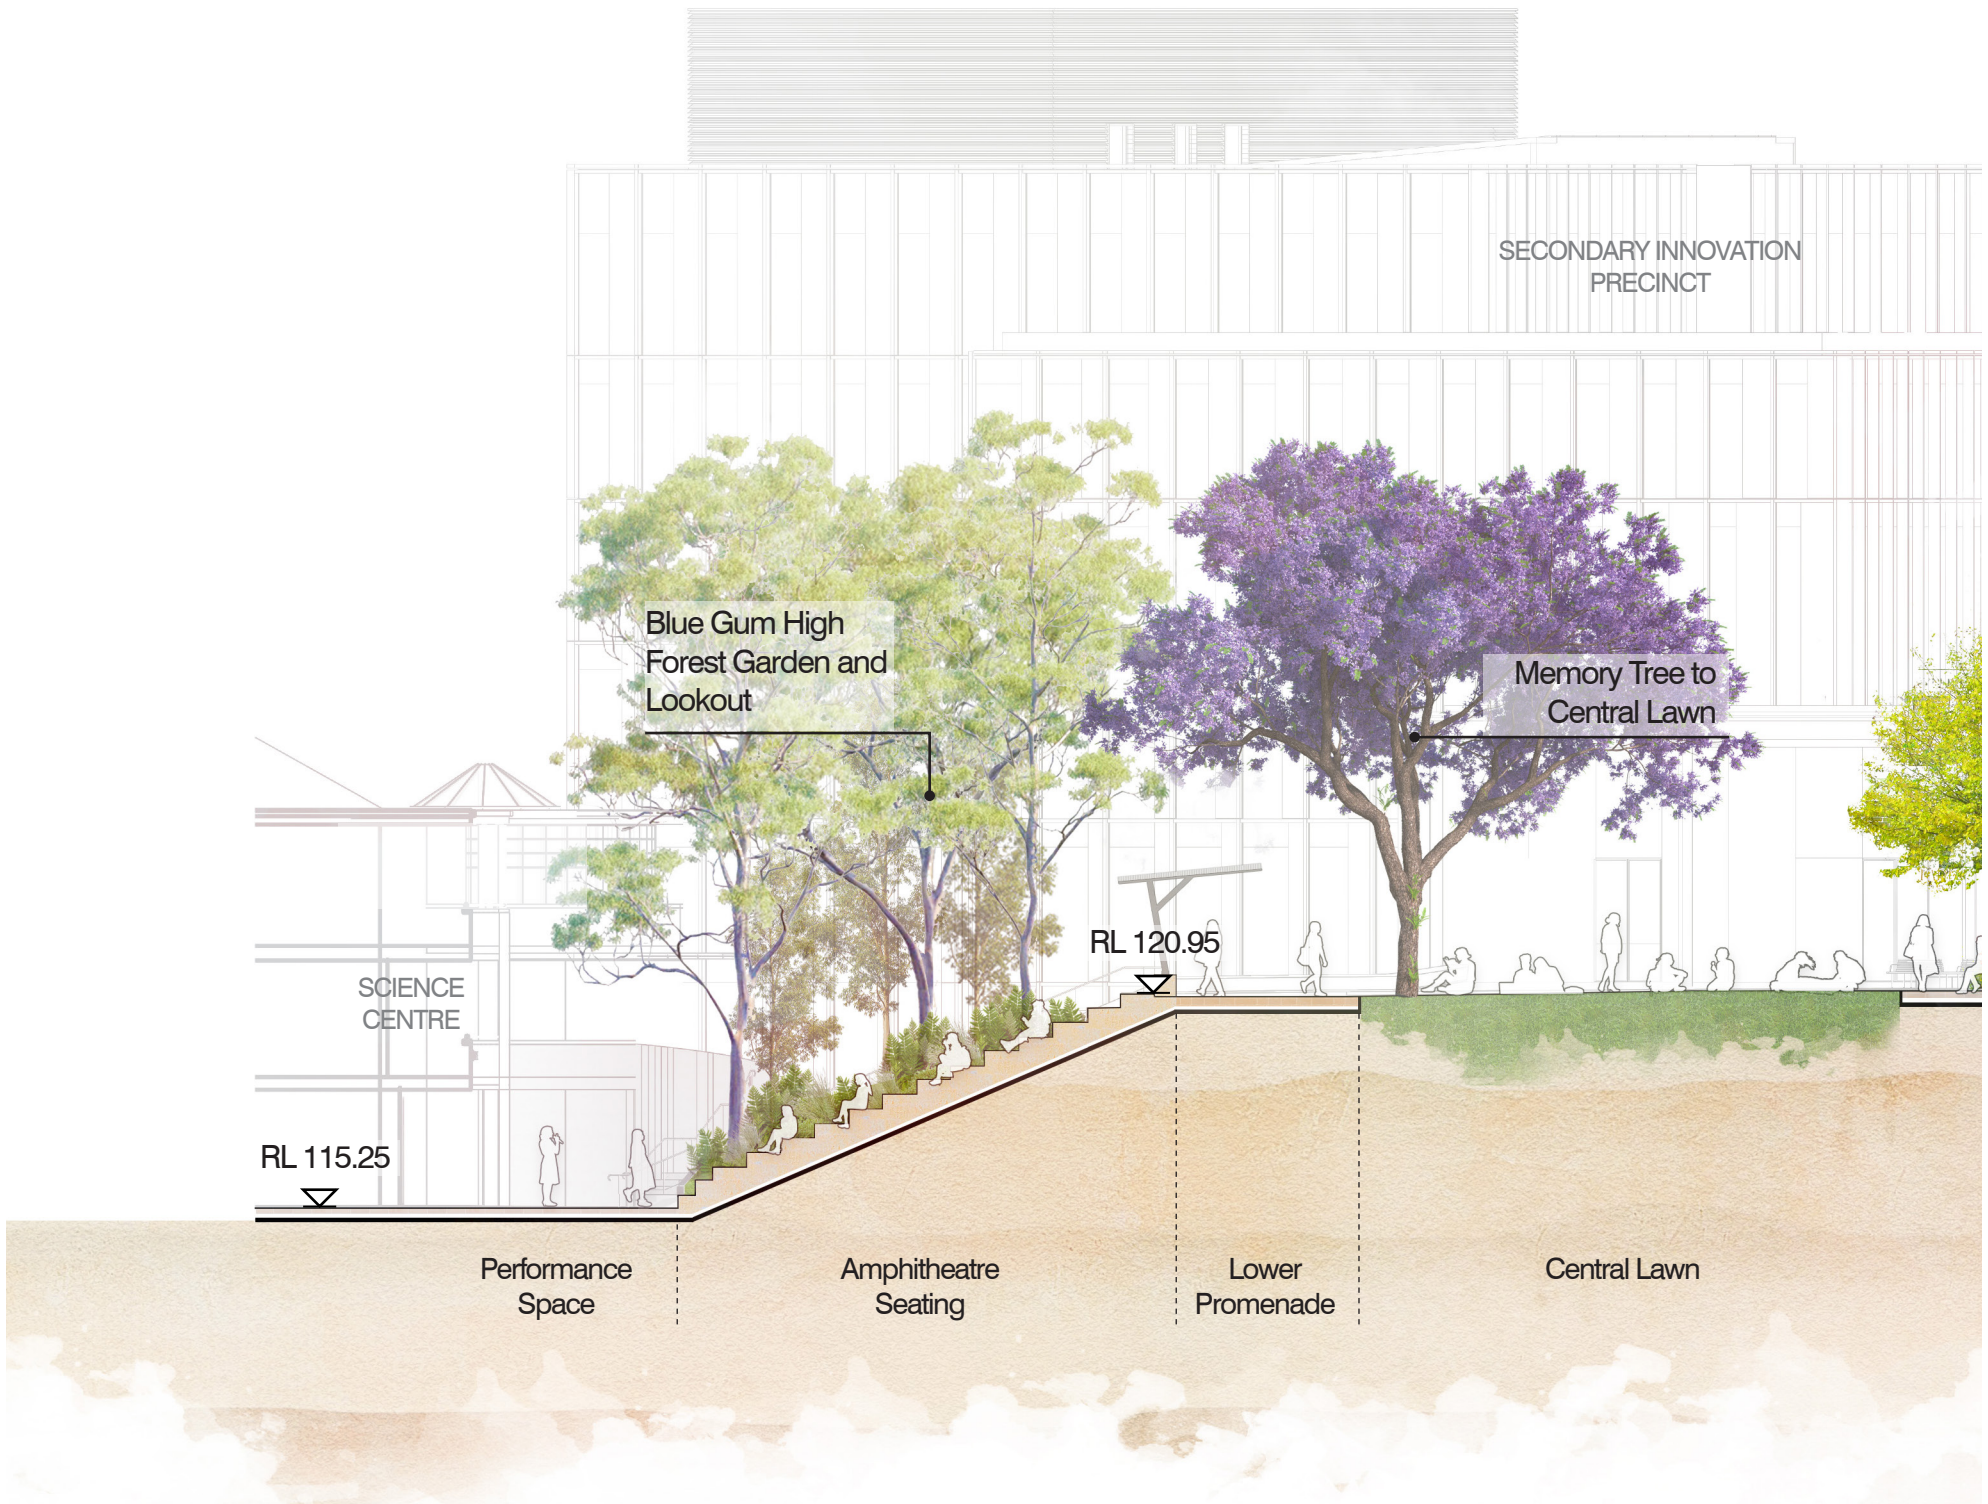 SECONDARY INNOVATION
PRECINCT
Blue Gum High
Forest Garden and
Lookout
Memory Tree to
Central Lawn
RL 120.95
SCIENCE
CENTRE
RL 115.25
Performance
Space
Amphitheatre
Seating
Lower
Promenade
Central Lawn